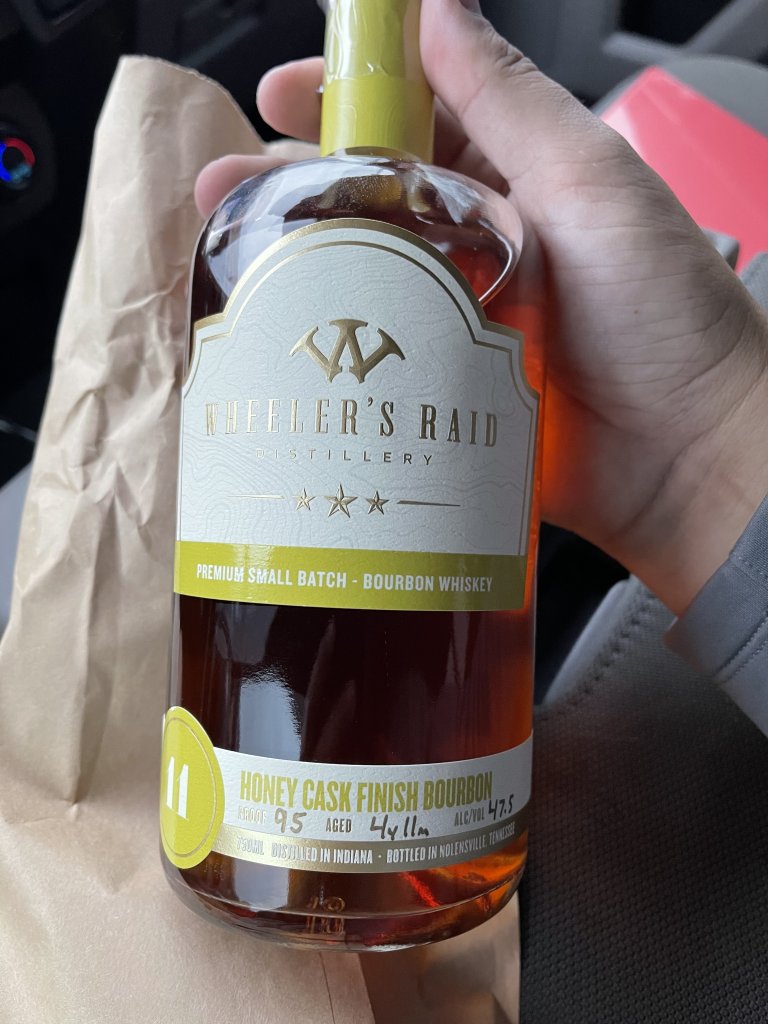 W
WHEELER'S RAID
DISTILLERY
PREMIUM SMALL BATCH - BOURBON WHISKEY
11
HONEY CASK FINISH BOURBON
PROOF 95 AGED 4y11m ALC/VOL 47.5
750ML DISTILLED IN INDIANA · BOTTLED IN NOLENSVILLE, TENNESSEE